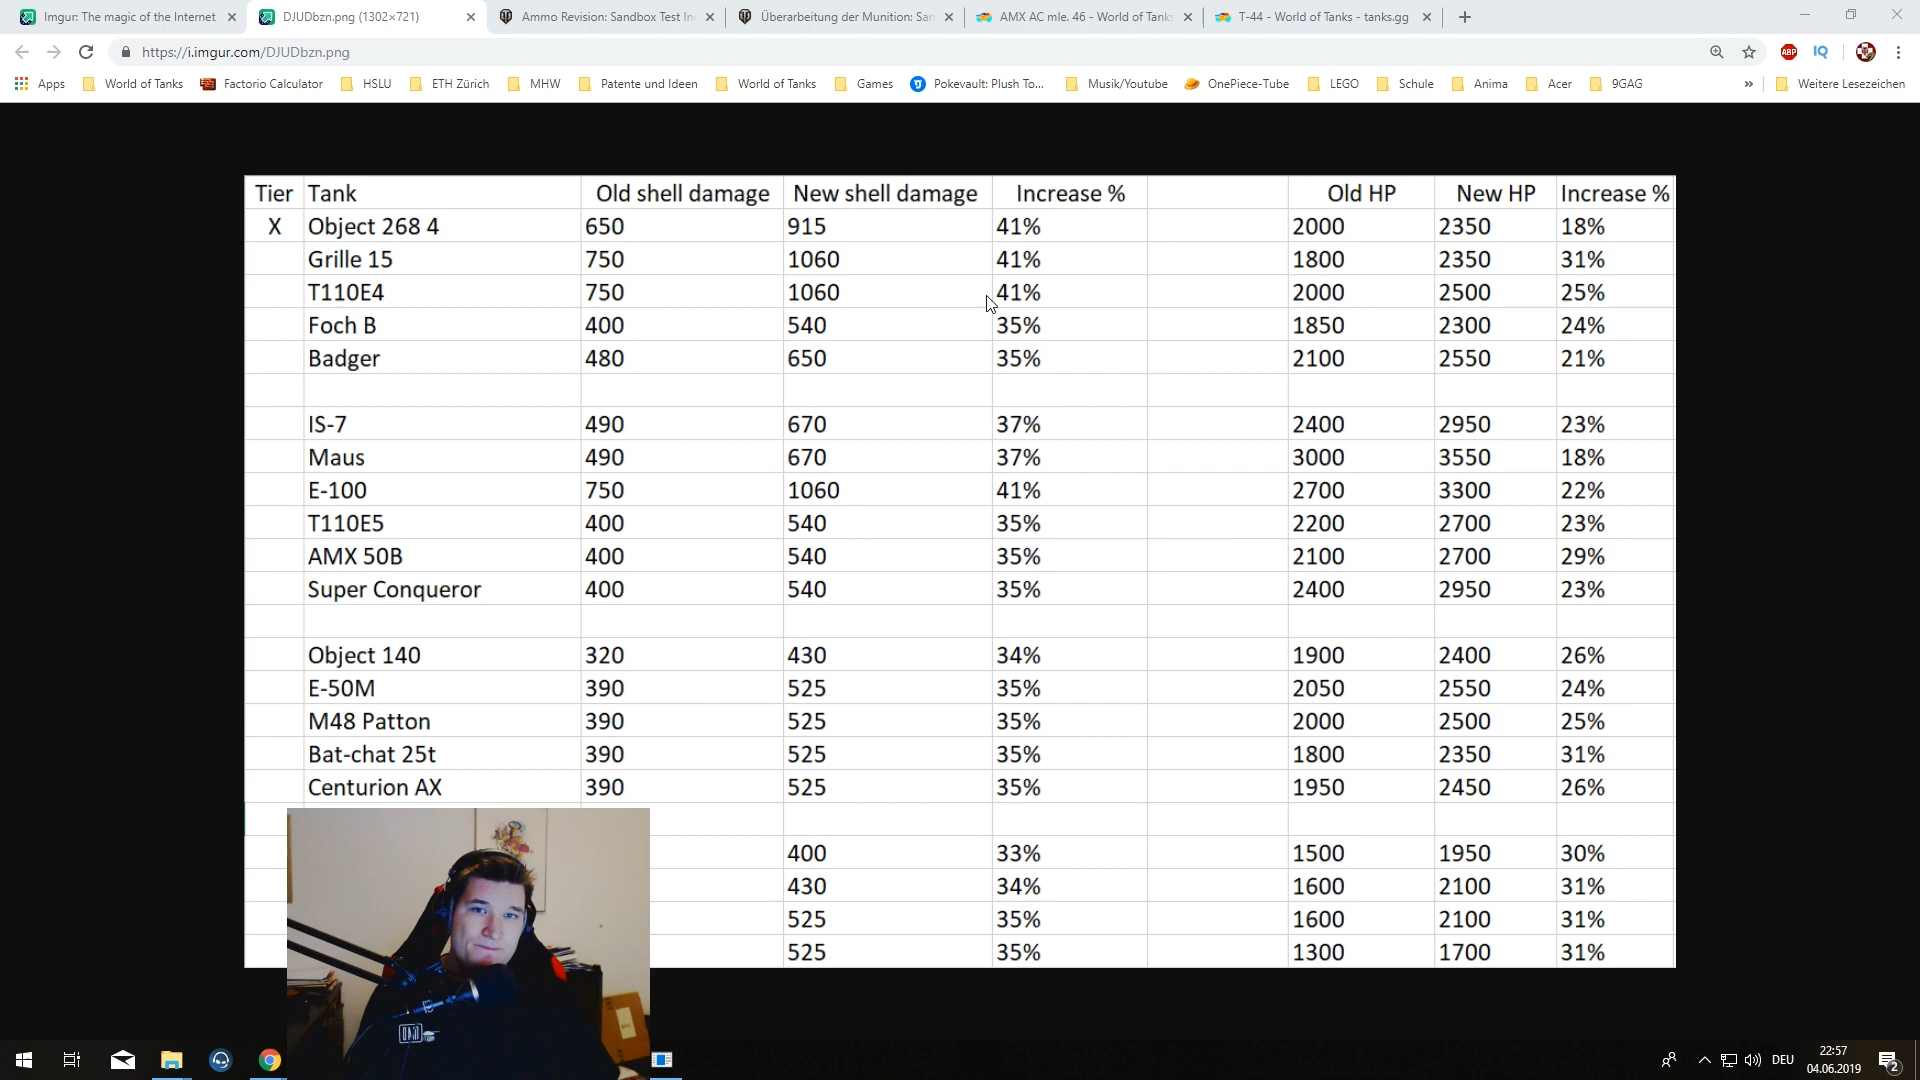 Imgur: The magic of the Internet
DJUDbzn.png (1302×721)
Ammo Revision: Sandbox Test In
Überarbeitung der Munition: San
AMX AC mle. 46 - World of Tanks
T-44 - World of Tanks - tanks.gg
https://i.imgur.com/DJUDbzn.png
ABP
IQ
Apps World of Tanks Factorio Calculator HSLU ETH Zürich MHW Patente und Ideen World of Tanks Games Pokevault: Plush To... Musik/Youtube OnePiece-Tube LEGO Schule Anima Acer 9GAG » Weitere Lesezeichen
Tier Tank Old shell damage New shell damage Increase % Old HP New HP Increase %
X Object 268 4 650 915 41% 2000 2350 18%
Grille 15 750 1060 41% 1800 2350 31%
T110E4 750 1060 41% 2000 2500 25%
Foch B 400 540 35% 1850 2300 24%
Badger 480 650 35% 2100 2550 21%
IS-7 490 670 37% 2400 2950 23%
Maus 490 670 37% 3000 3550 18%
E-100 750 1060 41% 2700 3300 22%
T110E5 400 540 35% 2200 2700 23%
AMX 50B 400 540 35% 2100 2700 29%
Super Conqueror 400 540 35% 2400 2950 23%
Object 140 320 430 34% 1900 2400 26%
E-50M 390 525 35% 2050 2550 24%
M48 Patton 390 525 35% 2000 2500 25%
Bat-chat 25t 390 525 35% 1800 2350 31%
Centurion AX 390 525 35% 1950 2450 26%
400 33% 1500 1950 30%
430 34% 1600 2100 31%
525 35% 1600 2100 31%
525 35% 1300 1700 31%
DEU
22:57
04.06.2019
2